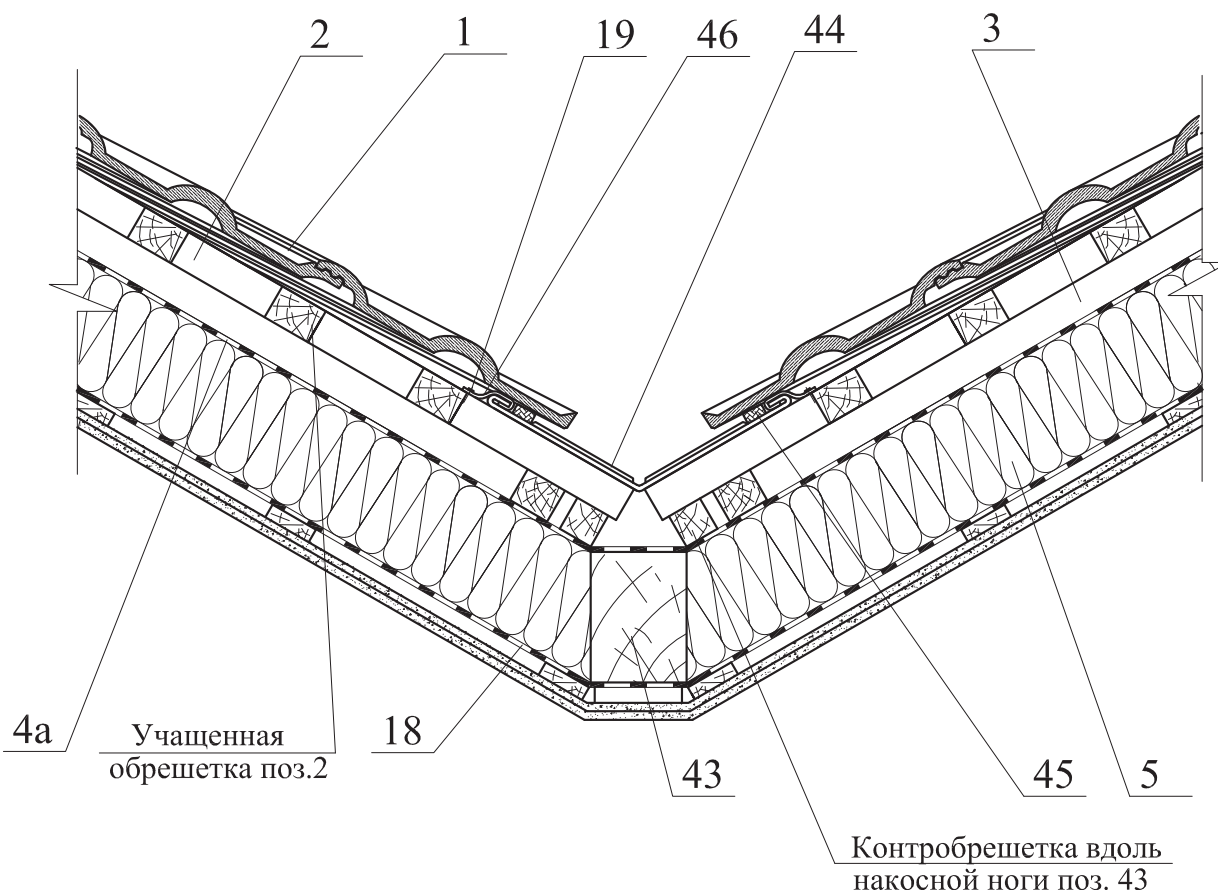 2
1
19
46
44
3
4а
Учащенная
обрешетка поз.2
18
43
45
5
Контробрешетка вдоль
накосной ноги поз. 43